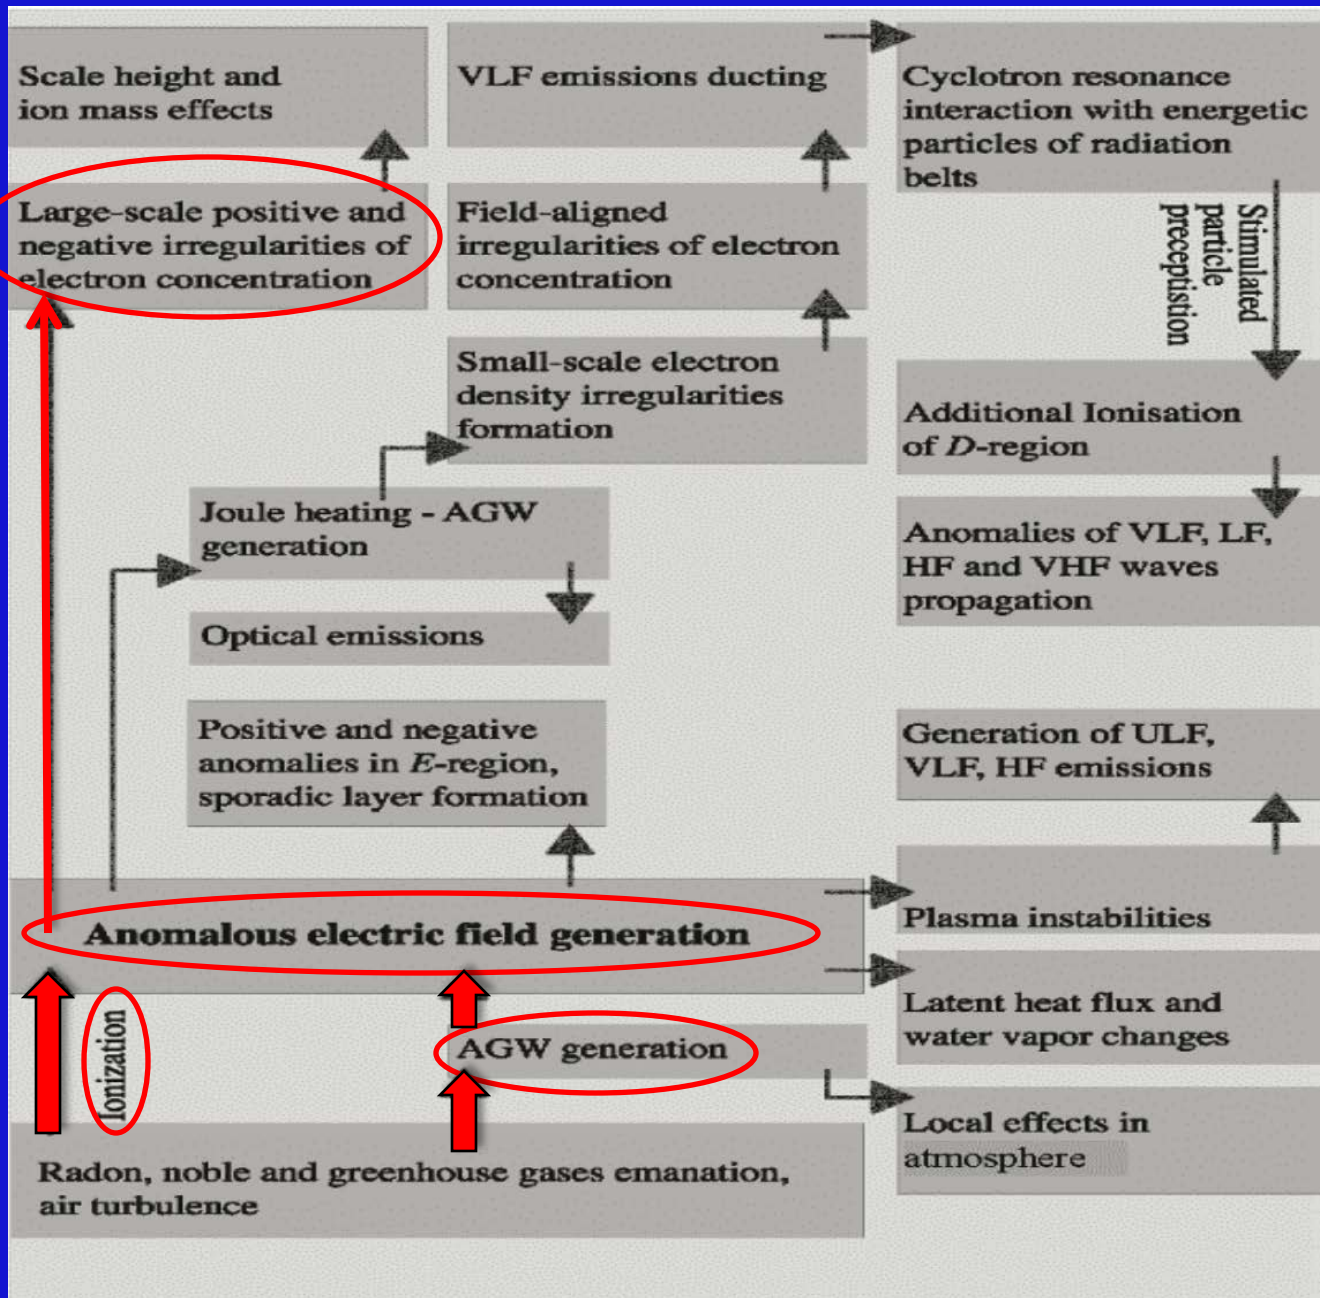 Scale height and
ion mass effects
VLF emissions ducting
Cyclotron resonance
interaction with energetic
particles of radiation
belts
Large-scale positive and
negative irregularities of
electron concentration
Field-aligned
irregularities of electron
concentration
Stimulated
particle
preceptistion
Small-scale electron
density irregularities
formation
Additional Ionisation
of D-region
Joule heating - AGW
generation
Anomalies of VLF, LF,
HF and VHF waves
propagation
Optical emissions
Positive and negative
anomalies in E-region,
sporadic layer formation
Generation of ULF,
VLF, HF emissions
Anomalous electric field generation
Plasma instabilities
Latent heat flux and
water vapor changes
Ionization
AGW generation
Local effects in
atmosphere
Radon, noble and greenhouse gases emanation,
air turbulence